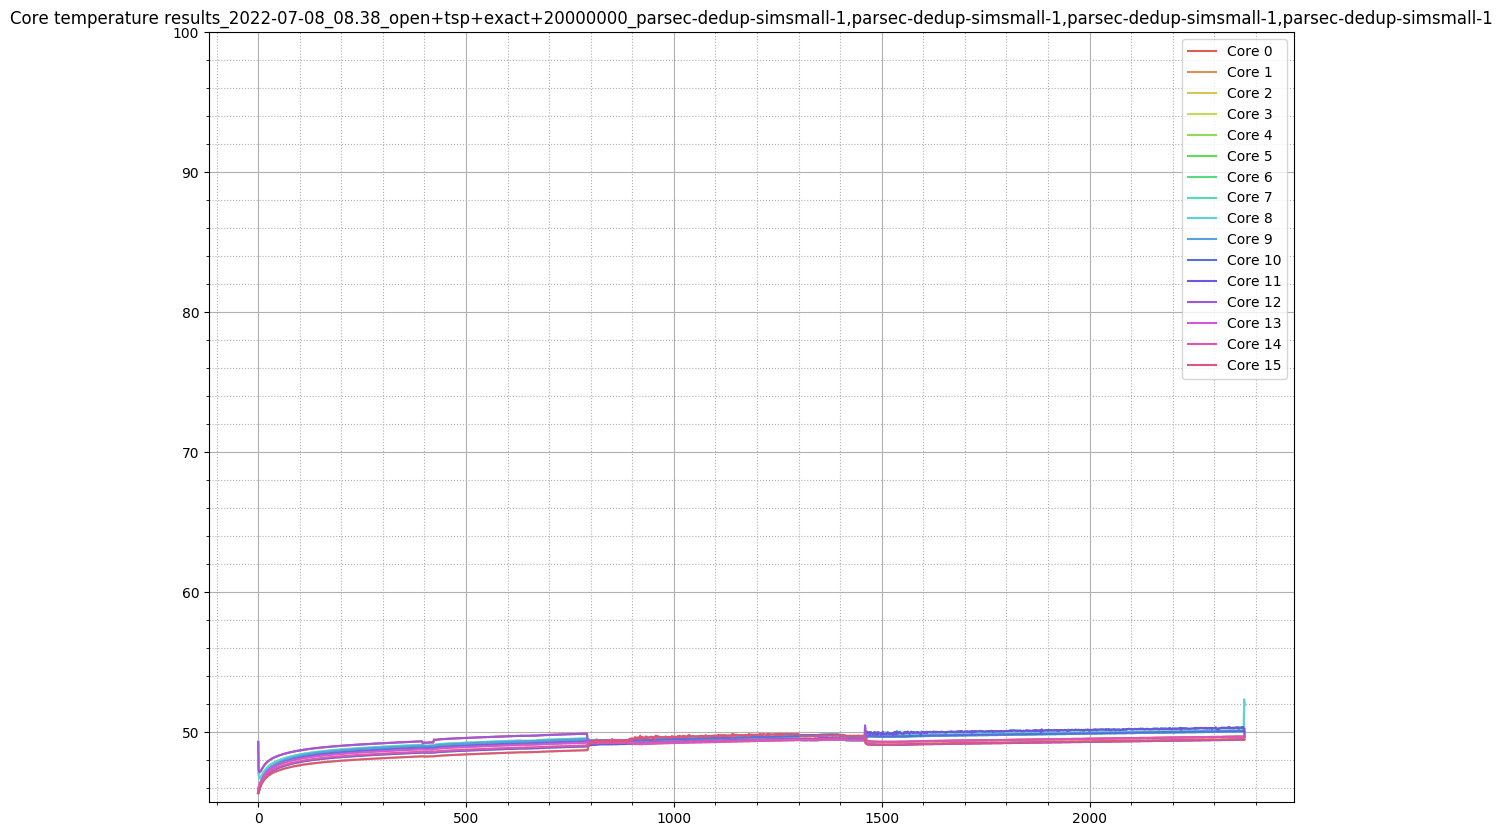 Core temperature results_2022-07-08_08.38_open+tsp+exact+20000000_parsec-dedup-simsmall-1,parsec-dedup-simsmall-1,parsec-dedup-simsmall-1,parsec-dedup-simsmall-1
100
90
80
70
60
50
0
500
1000
1500
2000
Core 0
Core 1
Core 2
Core 3
Core 4
Core 5
Core 6
Core 7
Core 8
Core 9
Core 10
Core 11
Core 12
Core 13
Core 14
Core 15